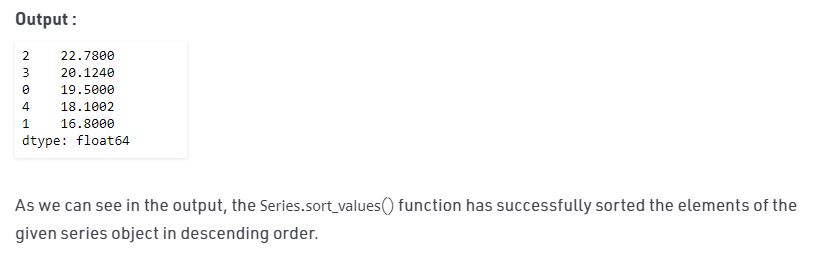 Output :
2    22.7800
3    20.1240
0    19.5000
4    18.1002
1    16.8000
dtype: float64
As we can see in the output, the Series.sort_values() function has successfully sorted the elements of the
given series object in descending order.